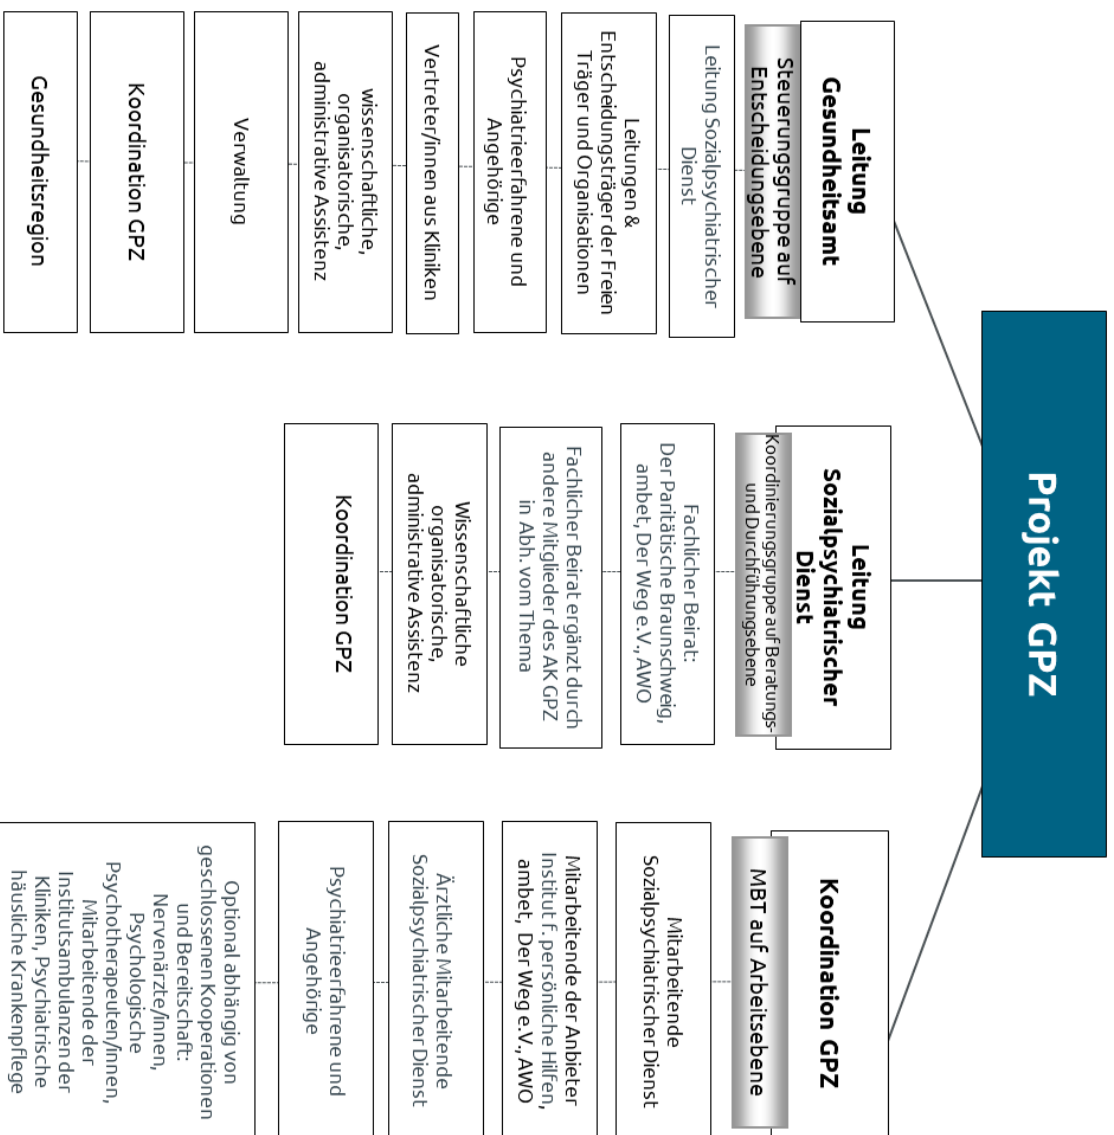 Projekt GPZ
Leitung
Gesundheitsamt
Steuerungsgruppe auf
Entscheidungsebene
Leitung Sozialpsychiatrischer
Dienst
Leitungen &
Entscheidungsträger der Freien
Träger und Organisationen
Psychiatrieerfahrene und
Angehörige
Vertreter/innen aus Kliniken
wissenschaftliche,
organisatorische,
administrative Assistenz
Verwaltung
Koordination GPZ
Gesundheitsregion
Leitung
Sozialpsychiatrischer
Dienst
Koordinierungsgruppe auf Beratungs-
und Durchführungsebene
Fachlicher Beirat:
Der Paritätische Braunschweig,
ambet, Der Weg e.V., AWO
Fachlicher Beirat ergänzt durch
andere Mitglieder des AK GPZ
in Abh. vom Thema
Wissenschaftliche
organisatorische,
administrative Assistenz
Koordination GPZ
Koordination GPZ
MBT auf Arbeitsebene
Mitarbeitende
Sozialpsychiatrischer Dienst
Mitarbeitende der Anbieter
Institut f. persönliche Hilfen,
ambet, Der Weg e.V., AWO
Ärztliche Mitarbeitende
Sozialpsychiatrischer Dienst
Psychiatrieerfahrene und
Angehörige
Optional abhängig von
geschlossenen Kooperationen
und Bereitschaft:
Nervenärzte/innen,
Psychologische
Psychotherapeuten/innen,
Mitarbeitende der
Institutsambulanzen der
Kliniken, Psychiatrische
häusliche Krankenpflege